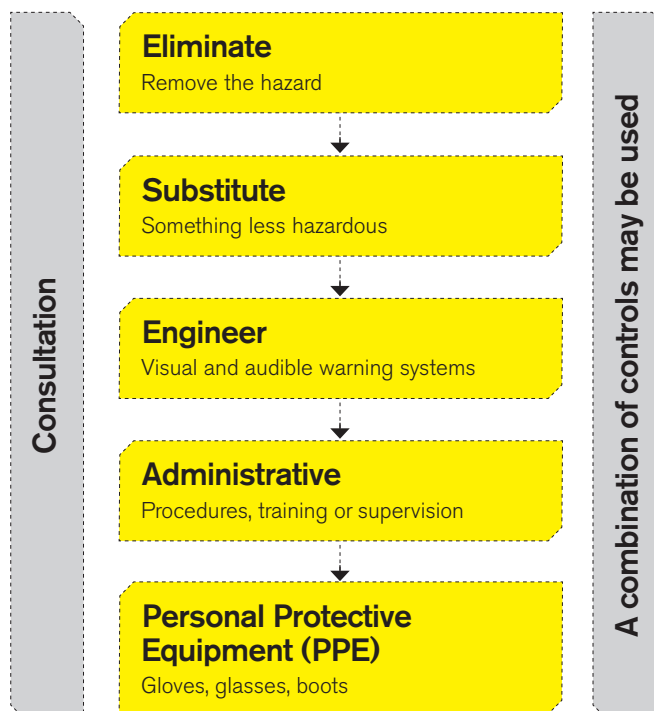 Consultation
Eliminate
Remove the hazard
Substitute
Something less hazardous
Engineer
Visual and audible warning systems
Administrative
Procedures, training or supervision
Personal Protective
Equipment (PPE)
Gloves, glasses, boots
A combination of controls may be used